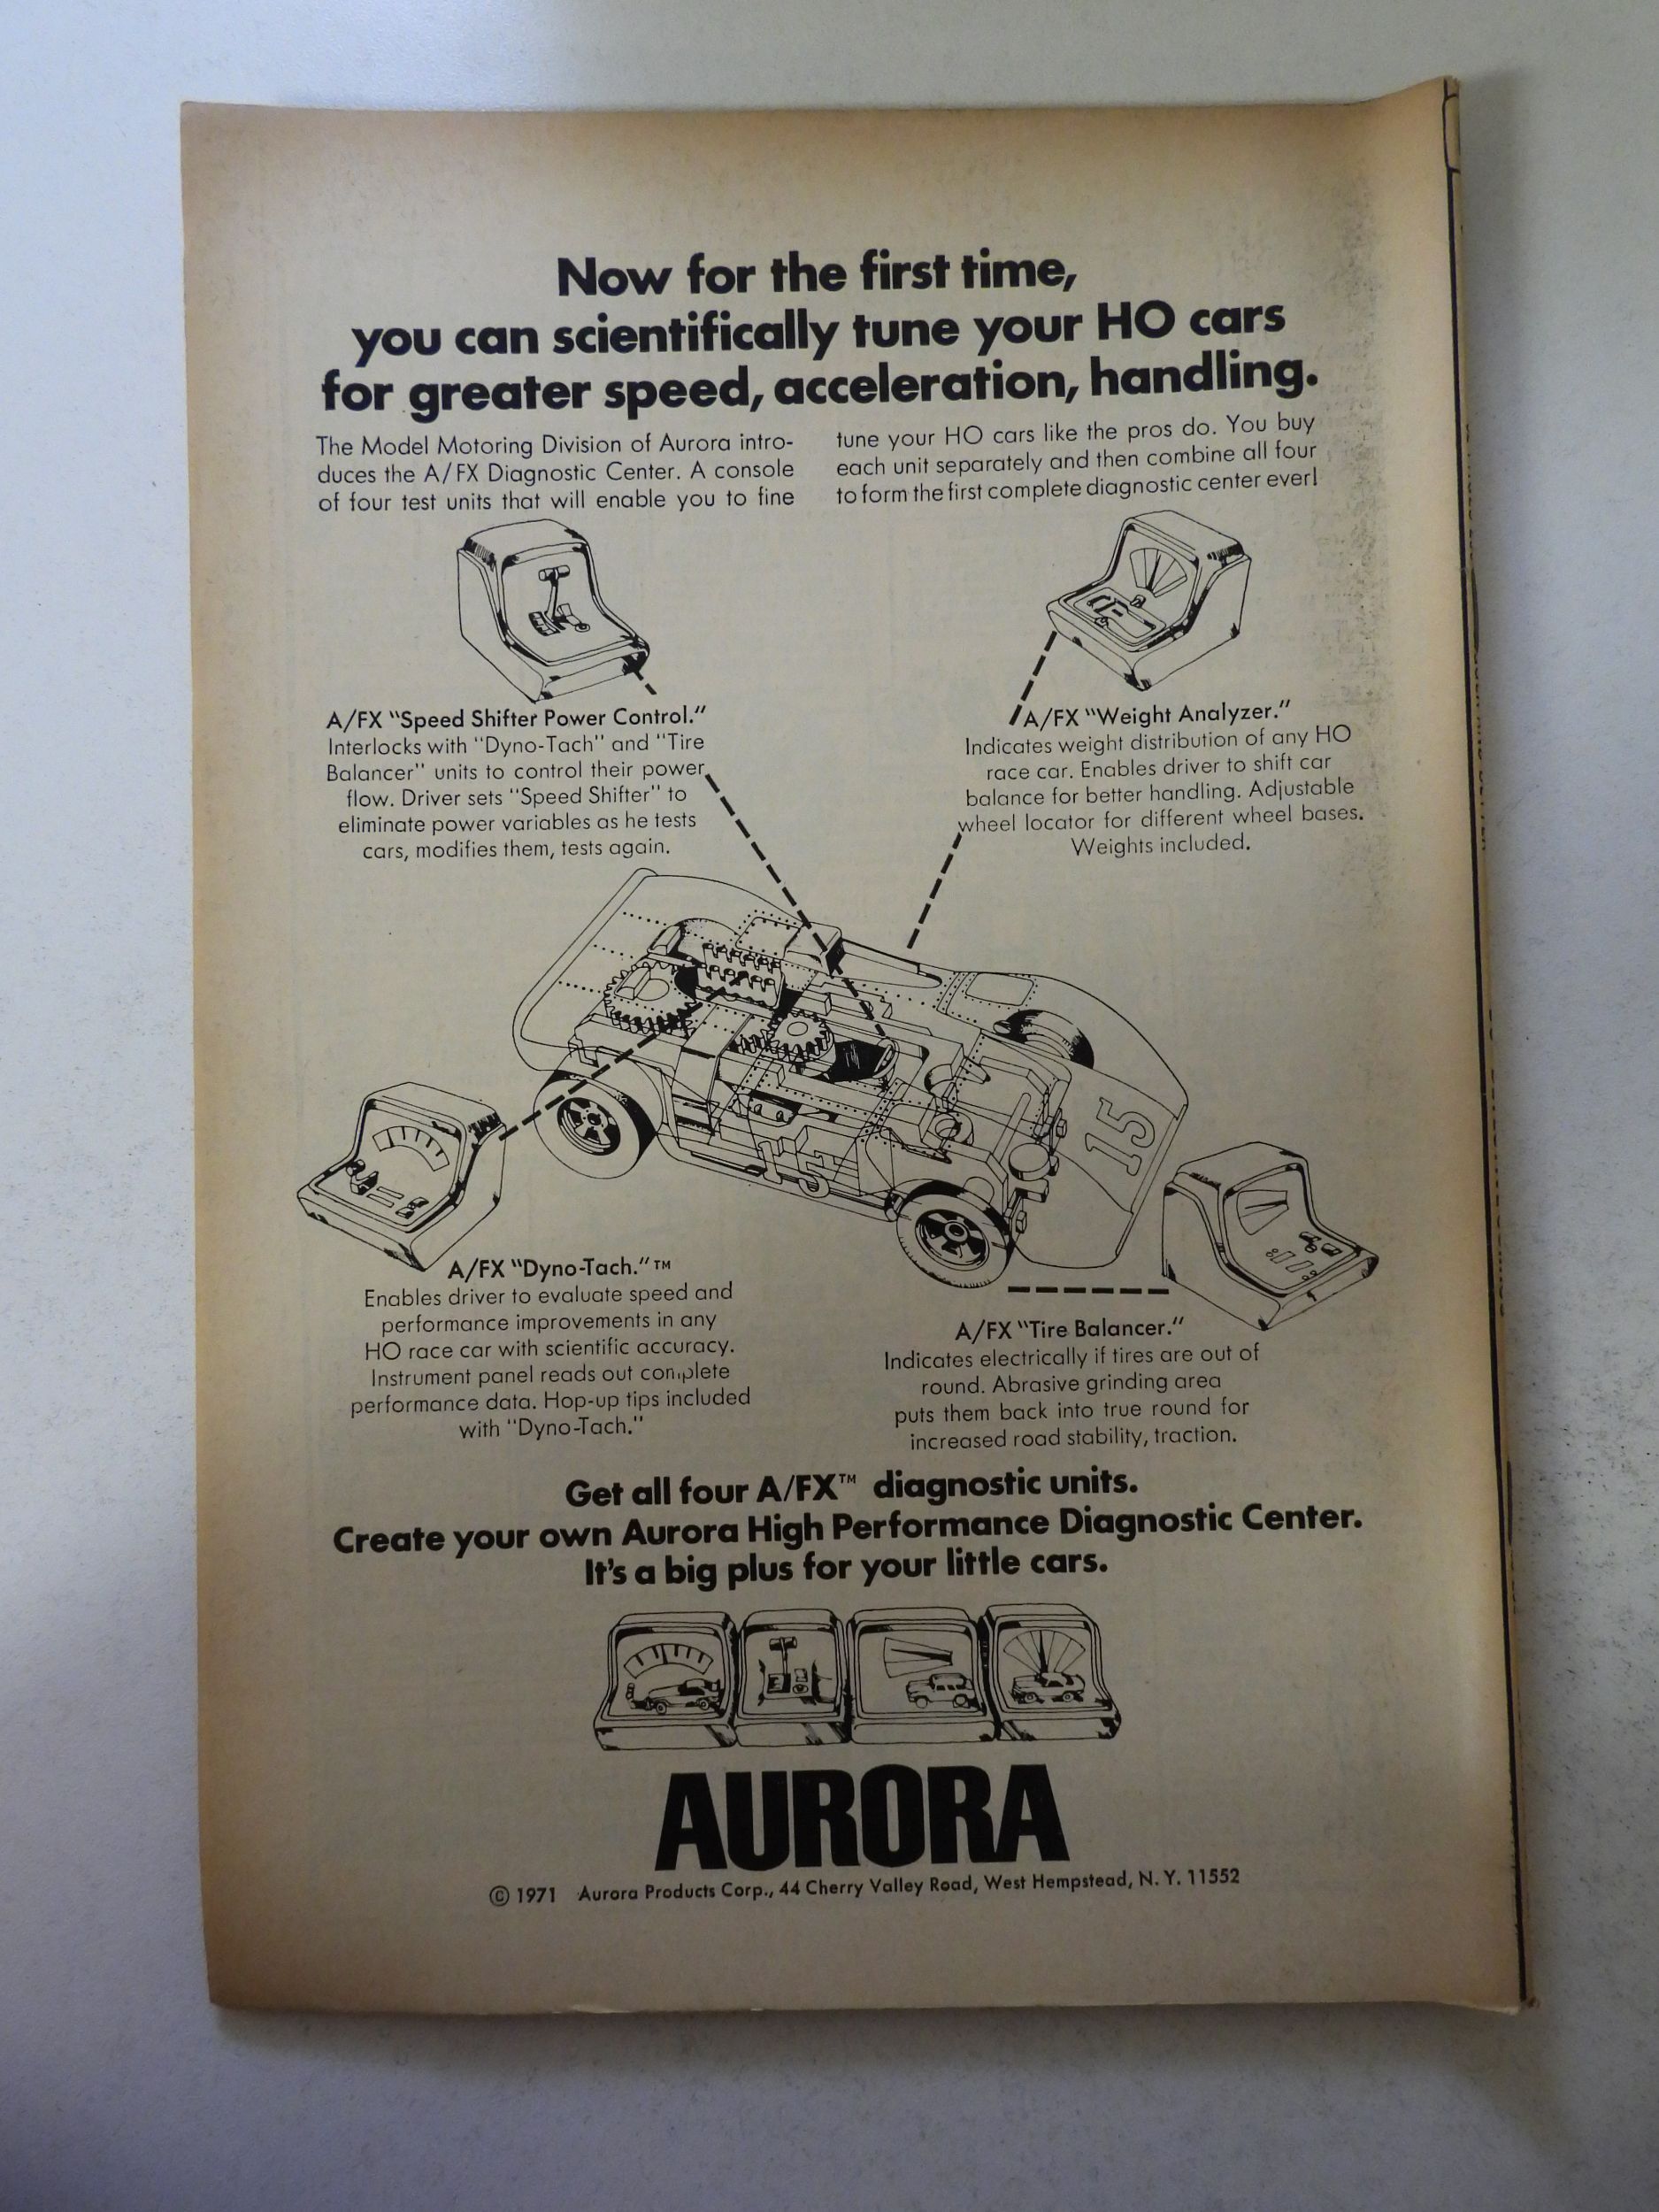 Now for the first time,
you can scientifically tune your HO cars
for greater speed, acceleration, handling.
The Model Motoring Division of Aurora intro-
duces the A/FX Diagnostic Center. A console
of four test units that will enable you to fine
tune your HO cars like the pros do. You buy
each unit separately and then combine all four
to form the first complete diagnostic center ever!
A/FX "Speed Shifter Power Control."
Interlocks with "Dyno-Tach" and "Tire
Balancer" units to control their power
flow. Driver sets "Speed Shifter" to
eliminate power variables as he tests
cars, modifies them, tests again.
A/FX "Weight Analyzer."
Indicates weight distribution of any HO
race car. Enables driver to shift car
balance for better handling. Adjustable
wheel locator for different wheel bases.
Weights included.
15
15
A/FX "Dyno-Tach."™
Enables driver to evaluate speed and
performance improvements in any
HO race car with scientific accuracy.
Instrument panel reads out complete
performance data. Hop-up tips included
with "Dyno-Tach."
A/FX "Tire Balancer."
Indicates electrically if tires are out of
round. Abrasive grinding area
puts them back into true round for
increased road stability, traction.
Get all four A/FX™ diagnostic units.
Create your own Aurora High Performance Diagnostic Center.
It's a big plus for your little cars.
AURORA
© 1971 Aurora Products Corp., 44 Cherry Valley Road, West Hempstead, N. Y. 11552